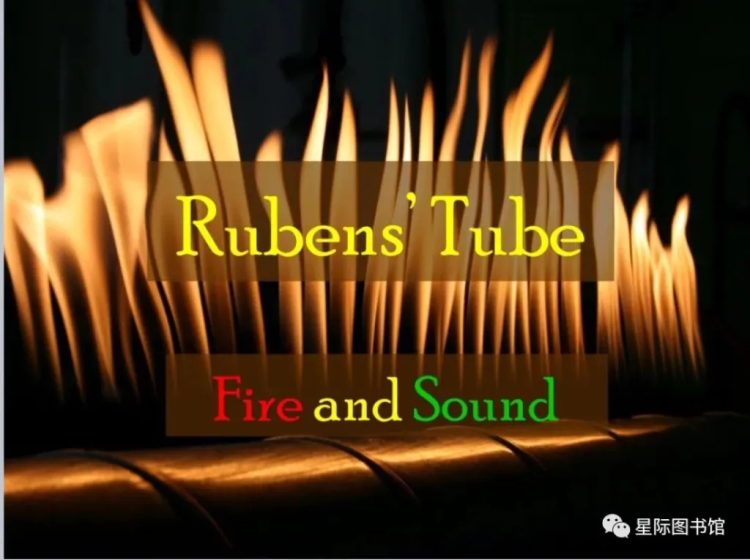 Rubens' Tube
Fire and Sound
星际图书馆